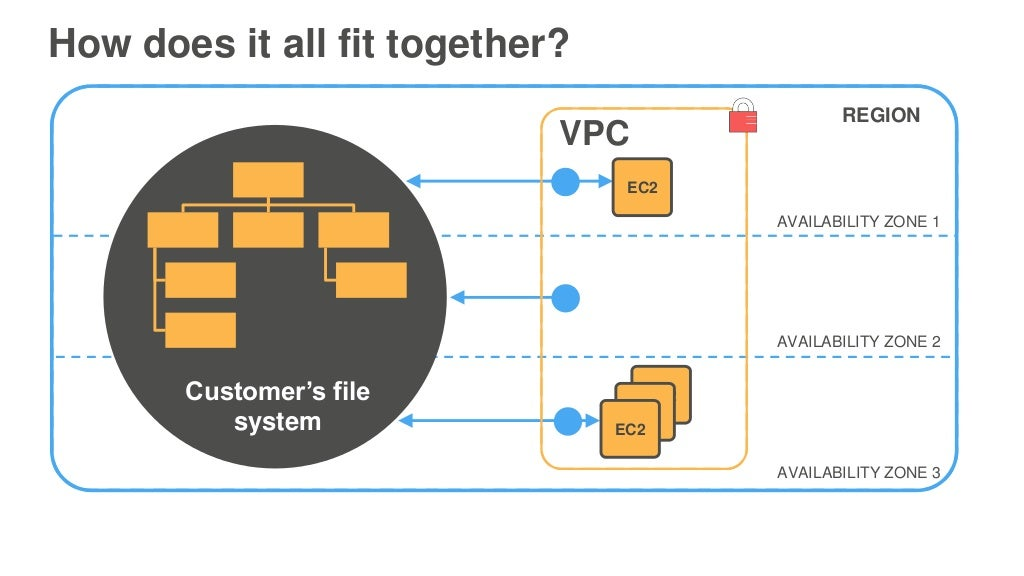 How does it all fit together?
REGION
VPC
EC2
AVAILABILITY ZONE 1
AVAILABILITY ZONE 2
Customer’s file
system
EC2
AVAILABILITY ZONE 3